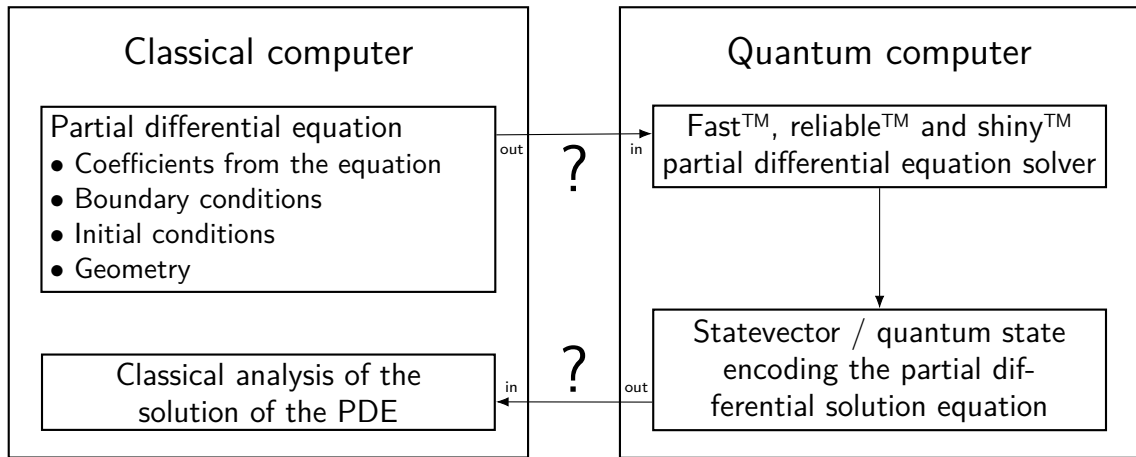 Classical computer
Partial differential equation
• Coefficients from the equation
• Boundary conditions
• Initial conditions
• Geometry
out
?
in
Quantum computer
Fast™, reliable™ and shiny™
partial differential equation solver
Statevector / quantum state
encoding the partial dif-
ferential solution equation
out
?
in
Classical analysis of the
solution of the PDE